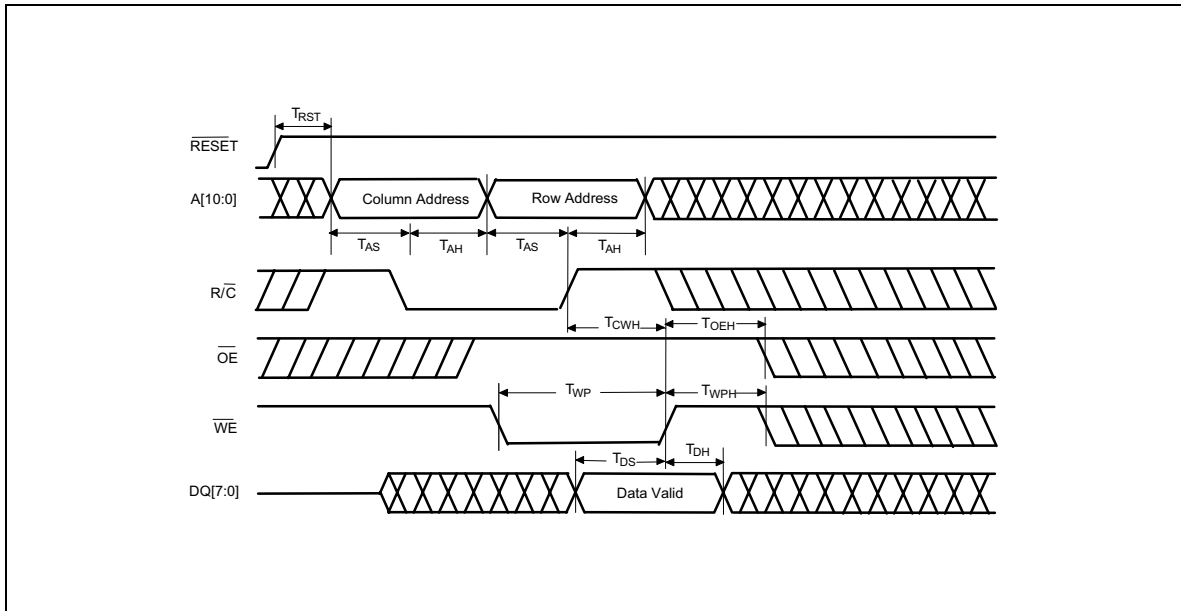 TRST
RESET
A[10:0]
Column Address
Row Address
TAS
TAH
TAS
TAH
R/C
TCWH
TOEH
OE
TWP
TWPH
WE
TDS
TDH
DQ[7:0]
Data Valid